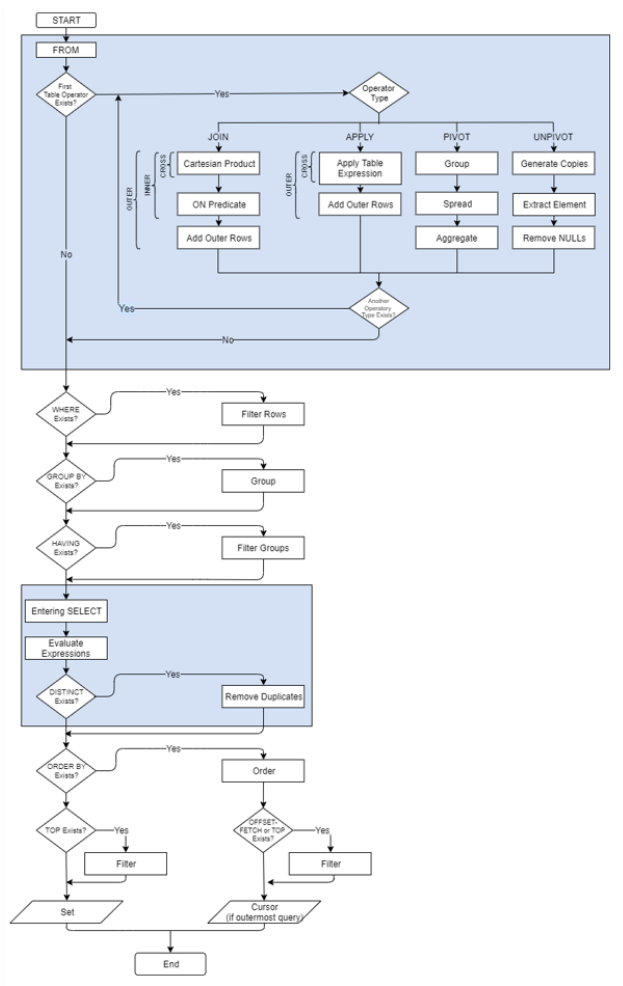 START
FROM
First
Table Operator
Exists?
Yes
Operator
Type
JOIN
APPLY
PIVOT
UNPIVOT
OUTER
INNER
CROSS
Cartesian Product
OUTER
CROSS
Apply Table
Expression
Group
Generate Copies
ON Predicate
Add Outer Rows
Spread
Extract Element
Add Outer Rows
Aggregate
Remove NULLs
No
Yes
Another
Operatory
Type Exists?
No
WHERE
Exists?
Yes
Filter Rows
GROUP BY
Exists?
Yes
Group
HAVING
Exists?
Yes
Filter Groups
Entering SELECT
Evaluate
Expressions
DISTINCT
Exists?
Yes
Remove Duplicates
ORDER BY
Exists?
Yes
Order
TOP Exists?
Yes
Filter
OFFSET-
FETCH or TOP
Exists?
Yes
Filter
Set
Cursor
(if outermost query)
End